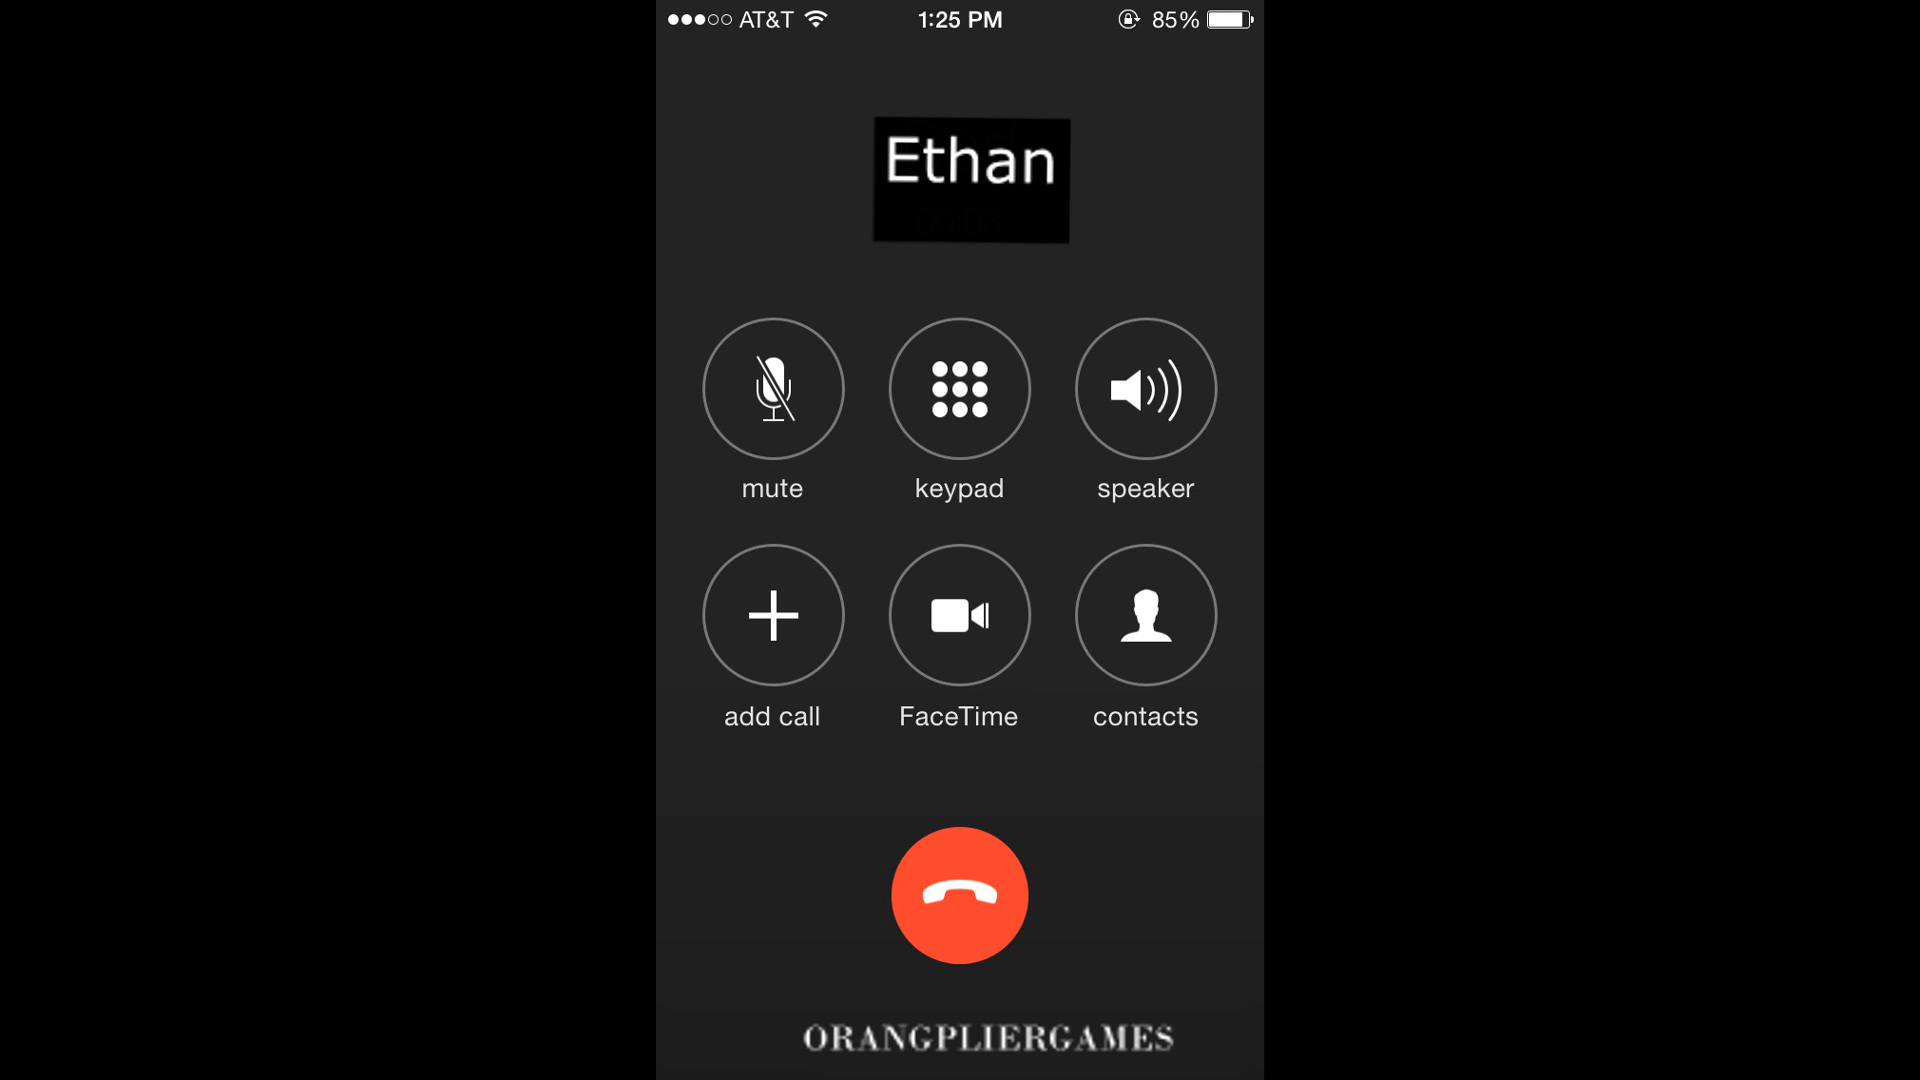 AT&T 1:25 PM 85%
Ethan
mute keypad speaker
add call FaceTime contacts
ORANGPLIERGAMES